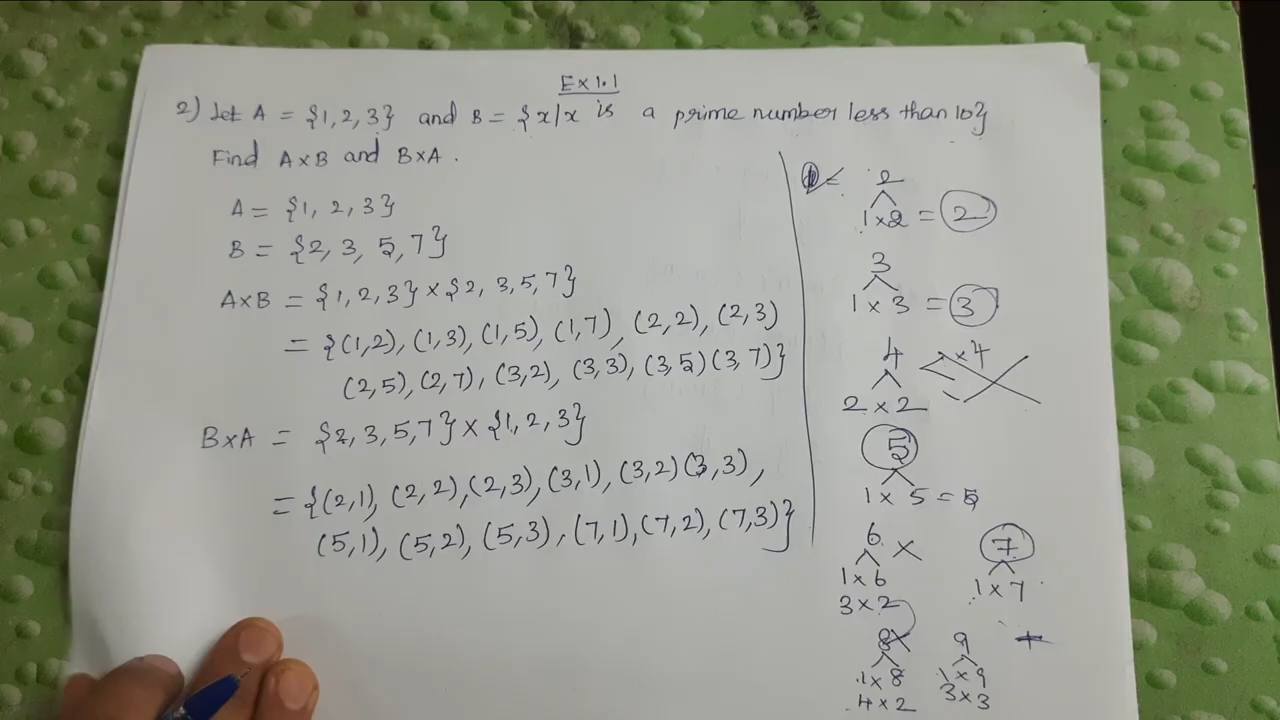 Ex 1.1
2) Let A = {1, 2, 3} and B = {x/x is a prime number less than 10}
Find A×B and B×A.
A = {1, 2, 3}
B = {2, 3, 5, 7}
A×B = {1, 2, 3} × {2, 3, 5, 7}
= {(1,2), (1,3), (1,5), (1,7), (2,2), (2,3)
(2,5), (2,7), (3,2), (3,3), (3,5) (3,7)}
B×A = {2, 3, 5, 7} × {1, 2, 3}
= {(2,1), (2,2), (2,3), (3,1), (3,2) (3,3),
(5,1), (5,2), (5,3), (7,1), (7,2), (7,3)}
2
1×2 = 2
3
1 × 3 = 3
4 ×4
2 × 2
5
1 × 5 = 5
6 ×
1 × 6
3 × 2
7
1 × 7
8
1 × 8
4 × 2
9
1 × 9
3 × 3